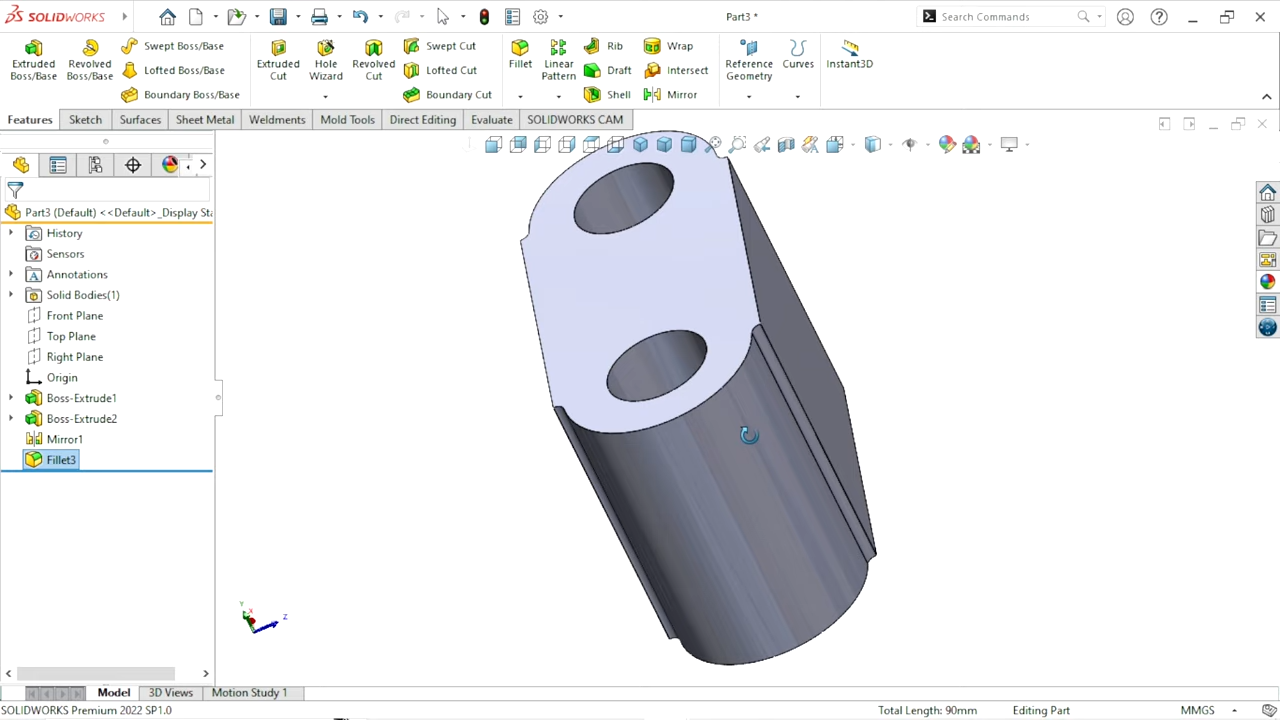 SOLIDWORKS
Part3 *
Search Commands
Extruded Boss/Base
Revolved Boss/Base
Swept Boss/Base
Lofted Boss/Base
Boundary Boss/Base
Extruded Cut
Hole Wizard
Revolved Cut
Swept Cut
Lofted Cut
Boundary Cut
Fillet
Linear Pattern
Rib
Draft
Shell
Wrap
Intersect
Mirror
Reference Geometry
Curves
Instant3D
Features
Sketch
Surfaces
Sheet Metal
Weldments
Mold Tools
Direct Editing
Evaluate
SOLIDWORKS CAM
Part3 (Default) <<Default>_Display Sta
History
Sensors
Annotations
Solid Bodies(1)
Front Plane
Top Plane
Right Plane
Origin
Boss-Extrude1
Boss-Extrude2
Mirror1
Fillet3
Y
X
Z
Model
3D Views
Motion Study 1
SOLIDWORKS Premium 2022 SP1.0
Total Length: 90mm
Editing Part
MMGS